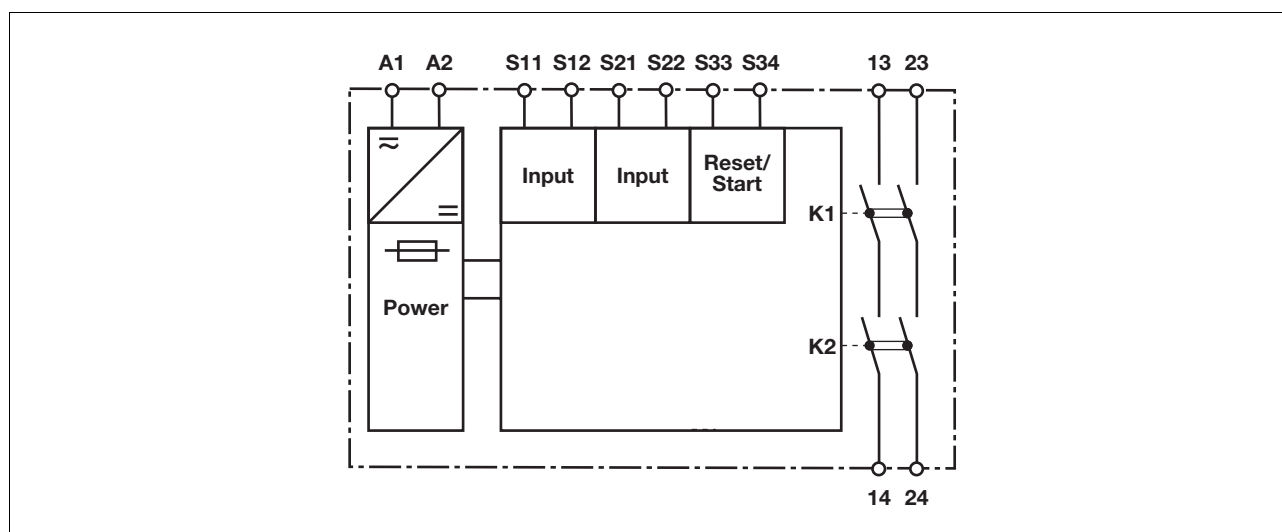 A1 A2 S11 S12 S21 S22 S33 S34 13 23
Input Input Reset/
Start
K1
Power
K2
14 24